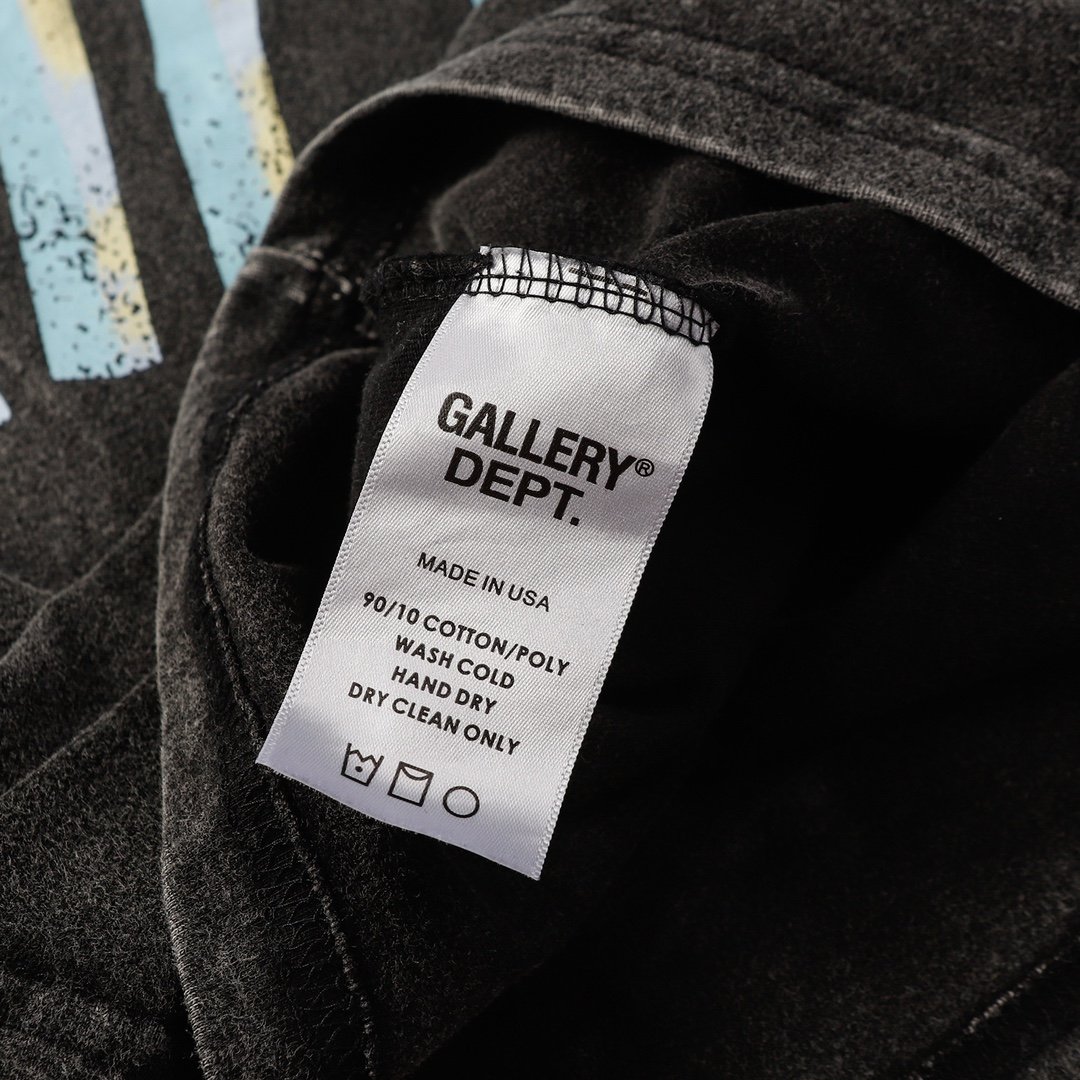 GALLERY®
DEPT.
MADE IN USA
90/10 COTTON/POLY
WASH COLD
HAND DRY
DRY CLEAN ONLY